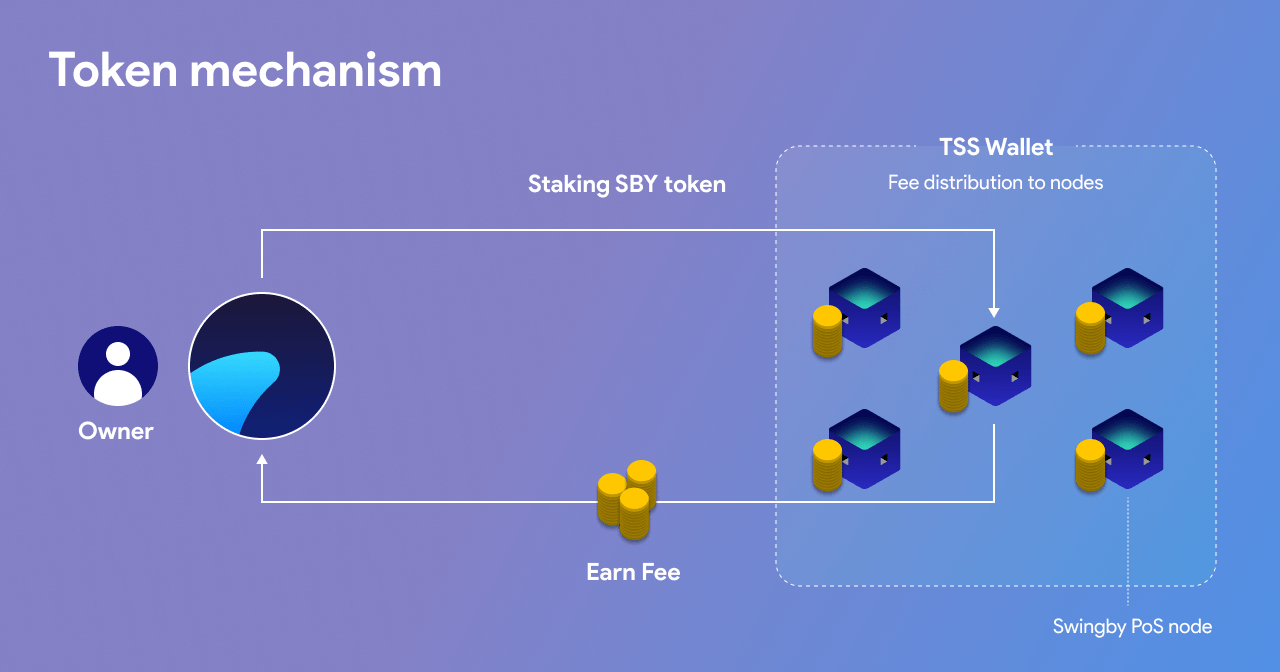 Token mechanism
TSS Wallet
Fee distribution to nodes
Staking SBY token
Owner
Earn Fee
Swingby PoS node